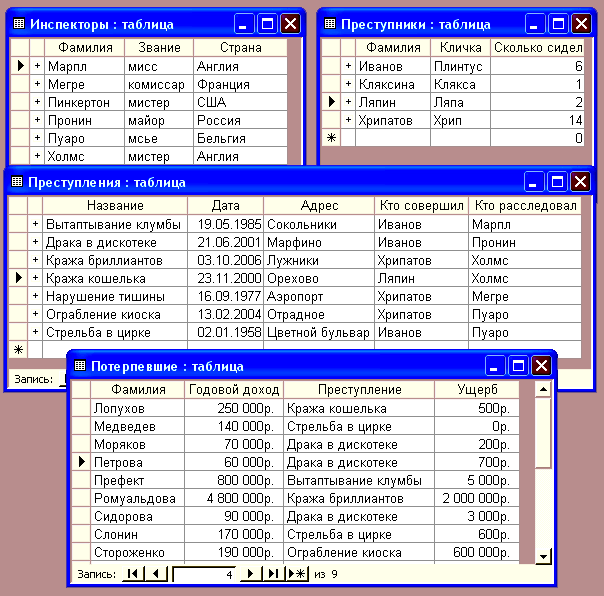 Инспекторы : таблица
Фамилия Звание Страна
+ Марпл мисс Англия
+ Мегре комиссар Франция
+ Пинкертон мистер США
+ Пронин майор Россия
+ Пуаро мсье Бельгия
+ Холмс мистер Англия
Преступники : таблица
Фамилия Кличка Сколько сидел
+ Иванов Плинтус 6
+ Кляксина Клякса 1
+ Ляпин Ляпа 2
+ Хрипатов Хрип 14
0
Преступления : таблица
Название Дата Адрес Кто совершил Кто расследовал
+ Вытаптывание клумбы 19.05.1985 Сокольники Иванов Марпл
+ Драка в дискотеке 21.06.2001 Марфино Иванов Пронин
+ Кража бриллиантов 03.10.2006 Лужники Хрипатов Холмс
+ Кража кошелька 23.11.2000 Орехово Ляпин Холмс
+ Нарушение тишины 16.09.1977 Аэропорт Хрипатов Мегре
+ Ограбление киоска 13.02.2004 Отрадное Хрипатов Пуаро
+ Стрельба в цирке 02.01.1958 Цветной бульвар Иванов Пуаро
Запись:
Потерпевшие : таблица
Фамилия Годовой доход Преступление Ущерб
Лопухов 250 000р. Кража кошелька 500р.
Медведев 140 000р. Стрельба в цирке 0р.
Моряков 70 000р. Драка в дискотеке 200р.
Петрова 60 000р. Драка в дискотеке 700р.
Префект 800 000р. Вытаптывание клумбы 5 000р.
Ромуальдова 4 800 000р. Кража бриллиантов 2 000 000р.
Сидорова 90 000р. Драка в дискотеке 3 000р.
Слонин 170 000р. Стрельба в цирке 600р.
Стороженко 190 000р. Ограбление киоска 600 000р.
Запись: 4 из 9